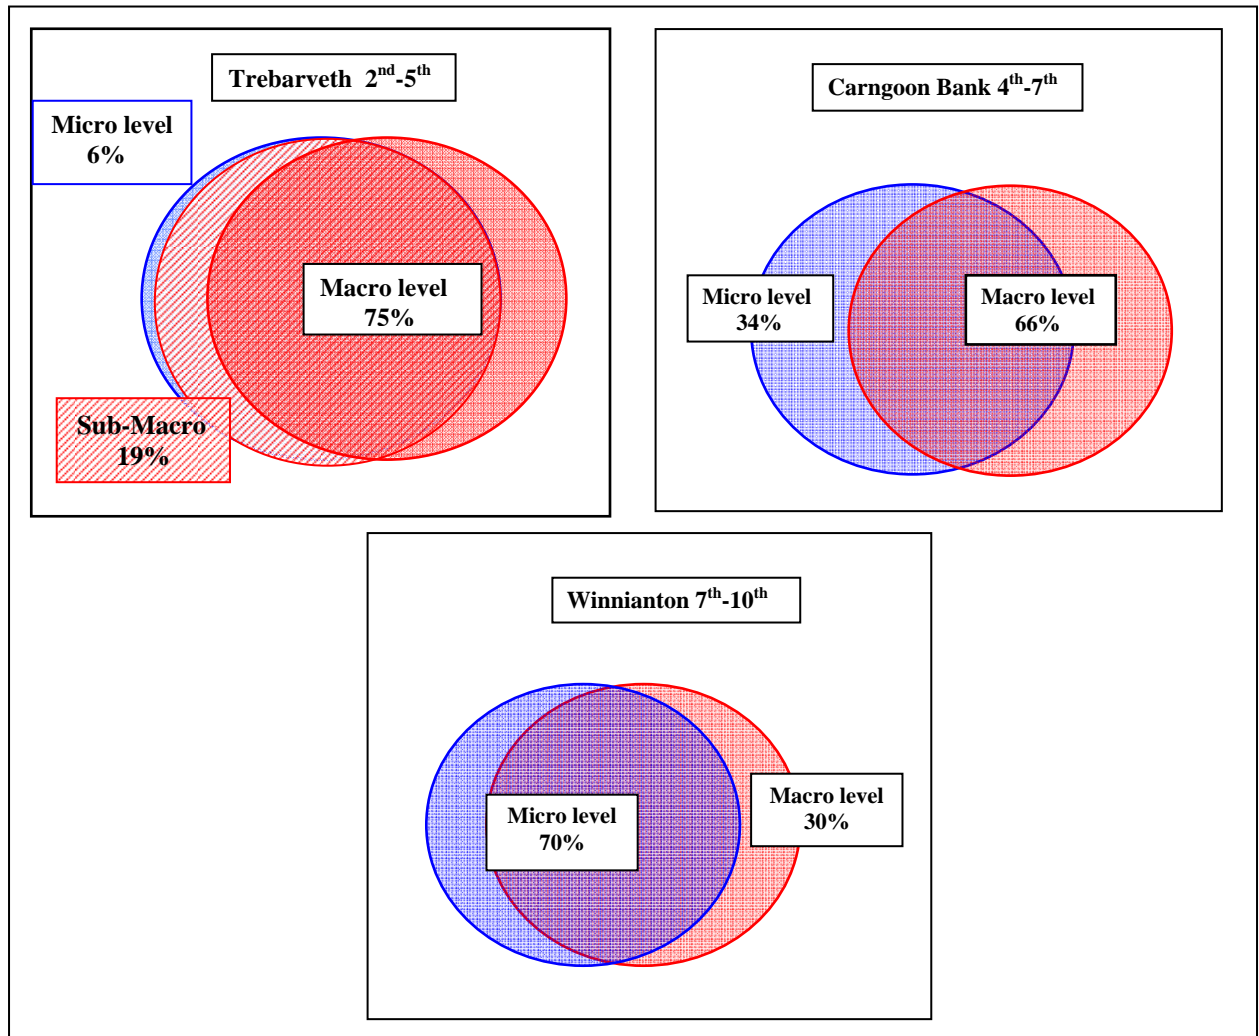 Trebarveth 2nd-5th
Micro level
6%
Macro level
75%
Sub-Macro
19%
Carngoon Bank 4th-7th
Micro level
34%
Macro level
66%
Winnianton 7th-10th
Micro level
70%
Macro level
30%